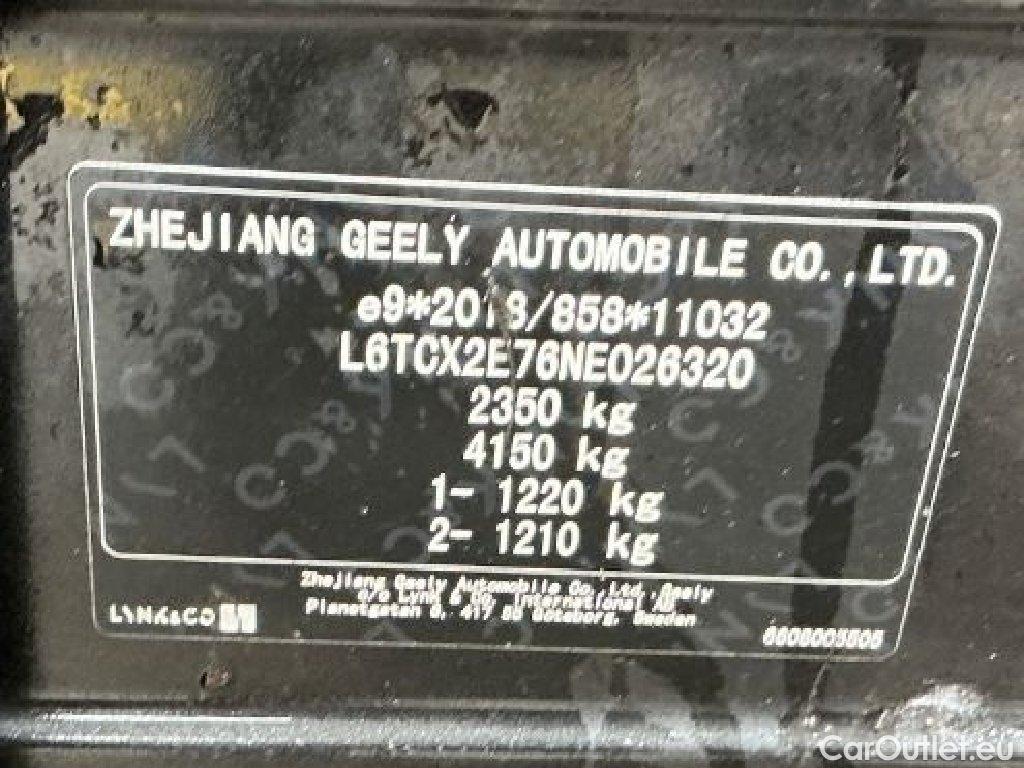 ZHEJIANG GEELY AUTOMOBILE CO.,LTD.
e9*2018/858*11032
L6TCX2E76NE026320
2350 kg
4150 kg
1- 1220 kg
2- 1210 kg
Zhejiang Geely Automobile Co.,Ltd. Geely
c/o Lynk & Co. International AB
Planetgatan 6, 417 55 Göteborg, Sweden
LYNK&CO
6608003505
CarOutlet.eu